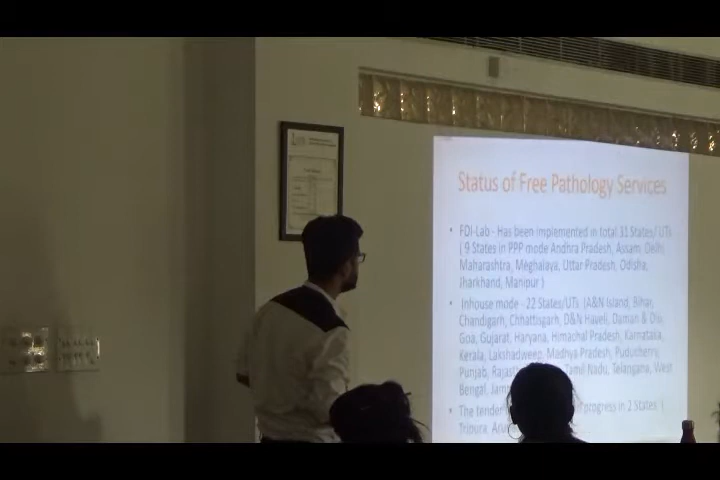 Status of Free Pathology Services
• FDI-Lab - Has been implemented in total 31 States/ UTs
( 9 States in PPP mode Andhra Pradesh, Assam, Delhi,
Maharashtra, Meghalaya, Uttar Pradesh, Odisha,
Jharkhand, Manipur )
• Inhouse mode - 22 States/UTs (A&N Island, Bihar,
Chandigarh, Chhattisgarh, D&N Haveli, Daman & Diu
Goa, Gujarat, Haryana, Himachal Pradesh, Karnataka,
Kerala, Lakshadweep, Madhya Pradesh, Puducherry,
Punjab, Tamil Nadu, Telangana, West
Bengal,
• The tender progress in 2 States (
Tripura,